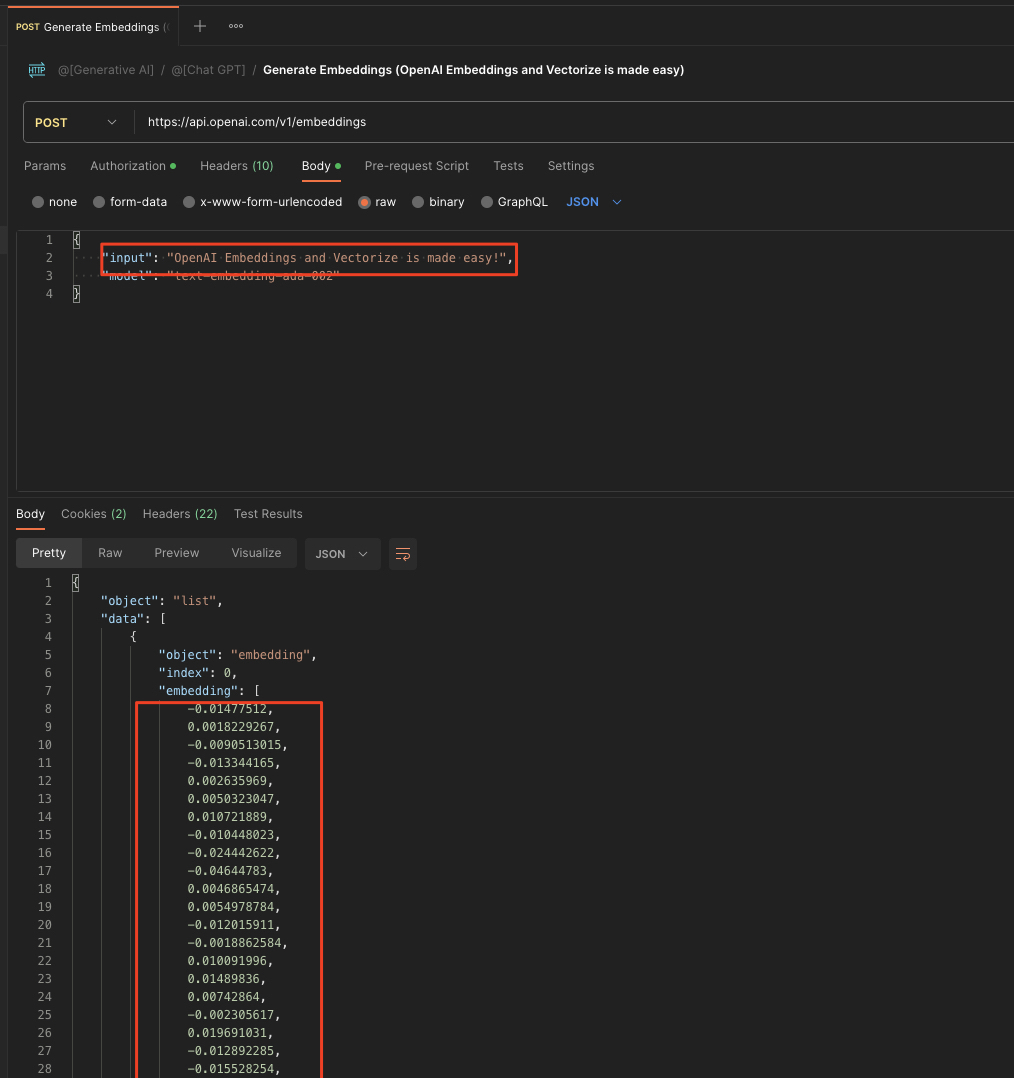 POST Generate Embeddings (
HTTP @[Generative AI] / @[Chat GPT] / Generate Embeddings (OpenAI Embeddings and Vectorize is made easy)
POST https://api.openai.com/v1/embeddings
Params Authorization Headers (10) Body Pre-request Script Tests Settings
none form-data x-www-form-urlencoded raw binary GraphQL JSON
1 {
2 "input": "OpenAI Embeddings and Vectorize is made easy!",
3 "model": "text-embedding-ada-002"
4 }
Body Cookies (2) Headers (22) Test Results
Pretty Raw Preview Visualize JSON
1 {
2 "object": "list",
3 "data": [
4 {
5 "object": "embedding",
6 "index": 0,
7 "embedding": [
8 -0.01477512,
9 0.0018229267,
10 -0.0090513015,
11 -0.013344165,
12 0.002635969,
13 0.0050323047,
14 0.010721889,
15 -0.010448023,
16 -0.024442622,
17 -0.04644783,
18 0.0046865474,
19 0.0054978784,
20 -0.012015911,
21 -0.0018862584,
22 0.010091996,
23 0.01489836,
24 0.00742864,
25 -0.002305617,
26 0.019691031,
27 -0.012892285,
28 -0.015528254,